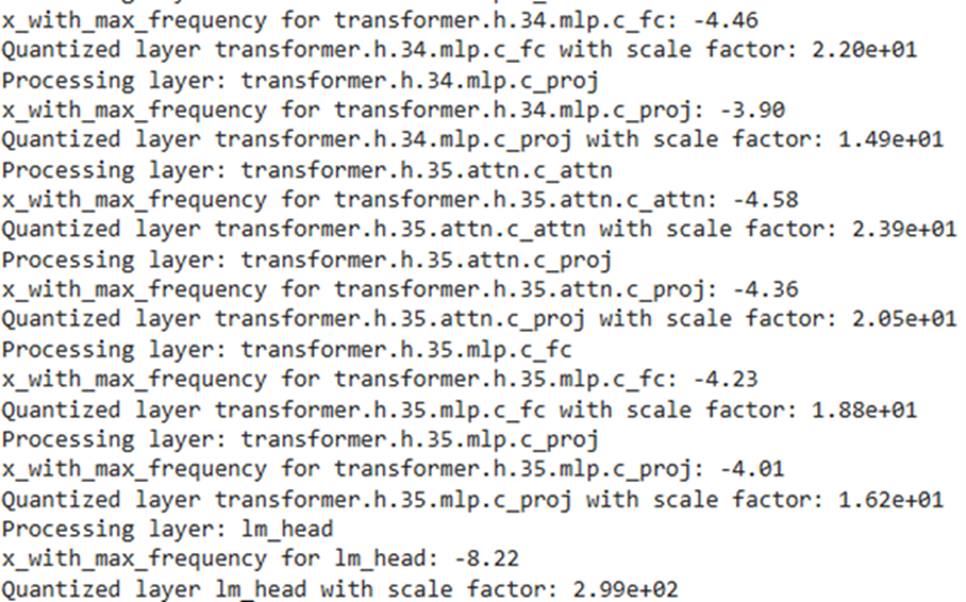 x_with_max_frequency for transformer.h.34.mlp.c_fc: -4.46
Quantized layer transformer.h.34.mlp.c_fc with scale factor: 2.20e+01
Processing layer: transformer.h.34.mlp.c_proj
x_with_max_frequency for transformer.h.34.mlp.c_proj: -3.90
Quantized layer transformer.h.34.mlp.c_proj with scale factor: 1.49e+01
Processing layer: transformer.h.35.attn.c_attn
x_with_max_frequency for transformer.h.35.attn.c_attn: -4.58
Quantized layer transformer.h.35.attn.c_attn with scale factor: 2.39e+01
Processing layer: transformer.h.35.attn.c_proj
x_with_max_frequency for transformer.h.35.attn.c_proj: -4.36
Quantized layer transformer.h.35.attn.c_proj with scale factor: 2.05e+01
Processing layer: transformer.h.35.mlp.c_fc
x_with_max_frequency for transformer.h.35.mlp.c_fc: -4.23
Quantized layer transformer.h.35.mlp.c_fc with scale factor: 1.88e+01
Processing layer: transformer.h.35.mlp.c_proj
x_with_max_frequency for transformer.h.35.mlp.c_proj: -4.01
Quantized layer transformer.h.35.mlp.c_proj with scale factor: 1.62e+01
Processing layer: lm_head
x_with_max_frequency for lm_head: -8.22
Quantized layer lm_head with scale factor: 2.99e+02